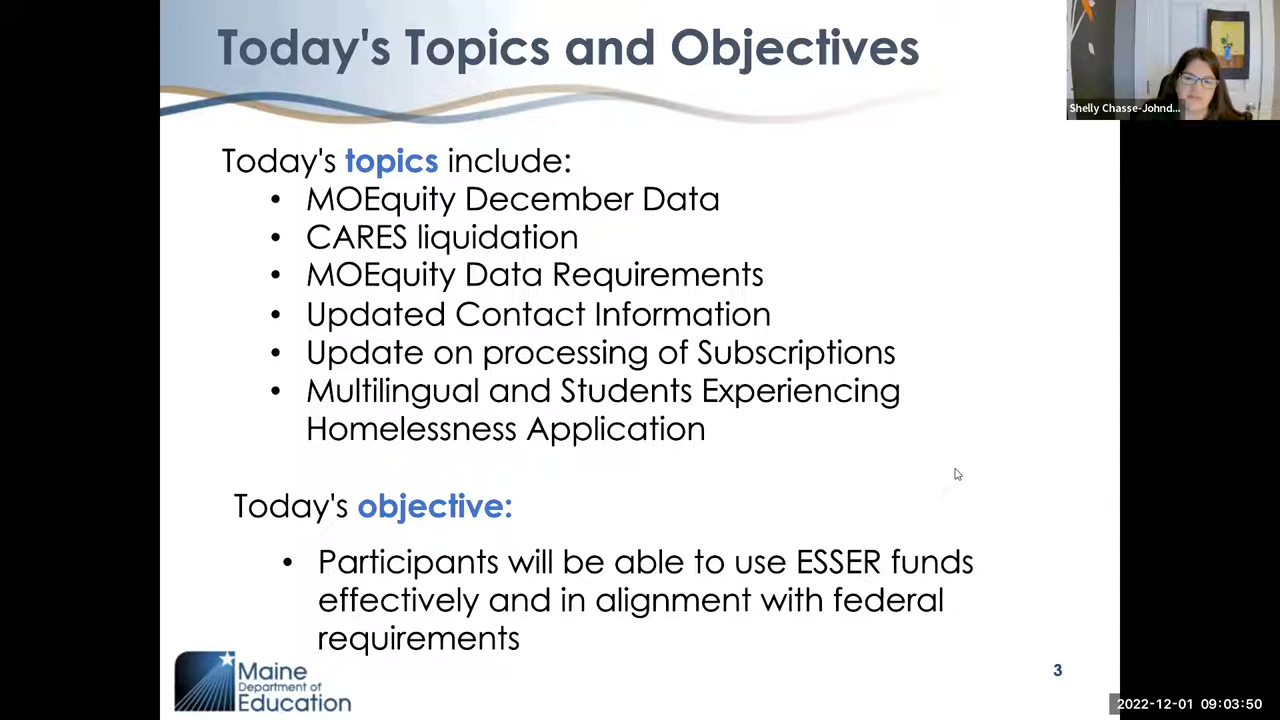 Today's Topics and Objectives
Shelly Chasse-Johnd...
Today's topics include:
• MOEquity December Data
• CARES liquidation
• MOEquity Data Requirements
• Updated Contact Information
• Update on processing of Subscriptions
• Multilingual and Students Experiencing
Homelessness Application
Today's objective:
• Participants will be able to use ESSER funds
effectively and in alignment with federal
requirements
Maine
Department of
Education
3
2022-12-01 09:03:50